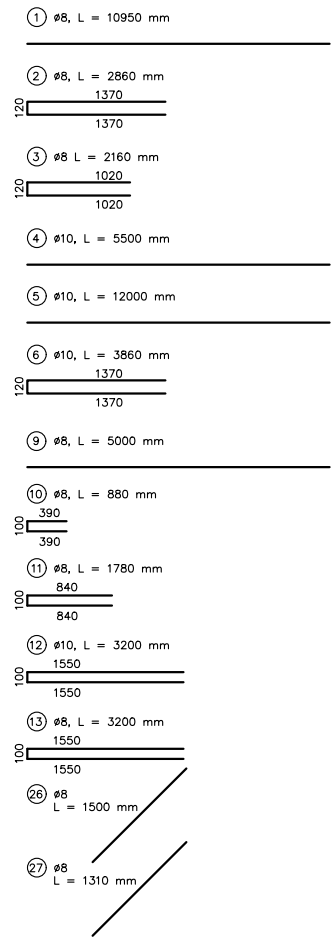 1 ø8, L = 10950 mm
2 ø8, L = 2860 mm
1370
120
1370
3 ø8 L = 2160 mm
1020
120
1020
4 ø10, L = 5500 mm
5 ø10, L = 12000 mm
6 ø10, L = 3860 mm
1370
120
1370
9 ø8, L = 5000 mm
10 ø8, L = 880 mm
390
100
390
11 ø8, L = 1780 mm
840
100
840
12 ø10, L = 3200 mm
1550
100
1550
13 ø8, L = 3200 mm
1550
100
1550
26 ø8
L = 1500 mm
27 ø8
L = 1310 mm